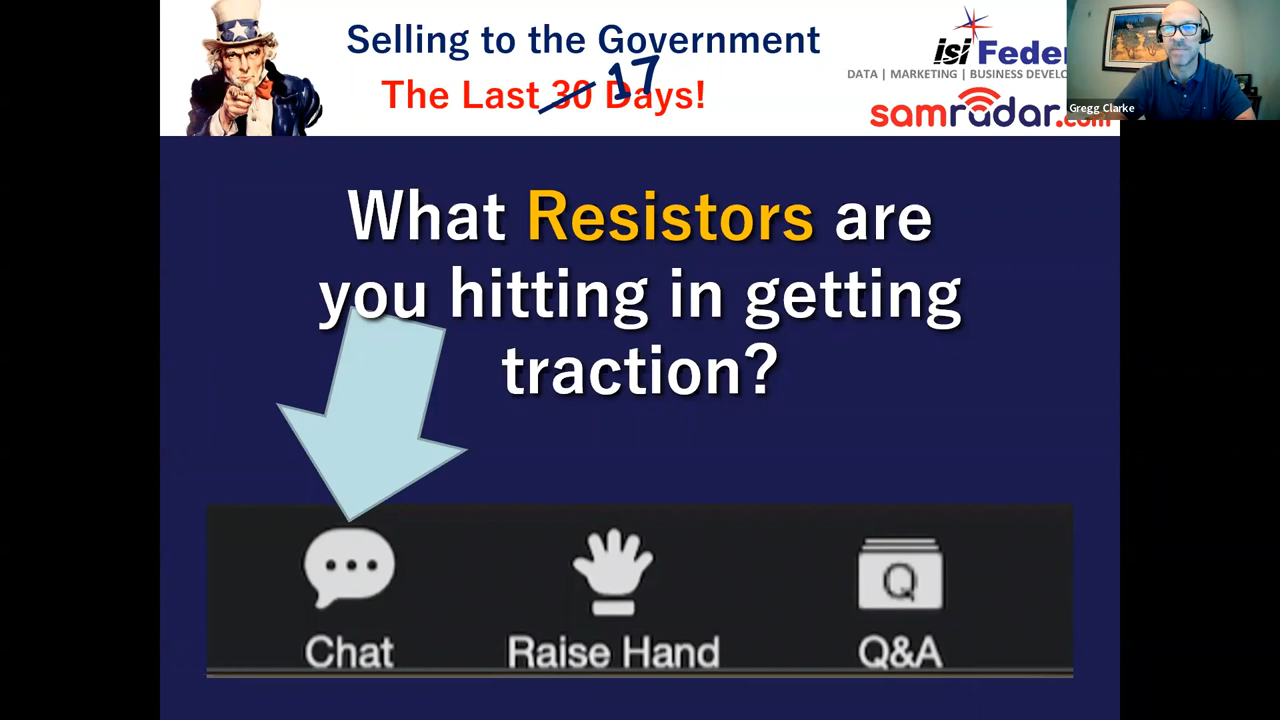 Selling to the Government
The Last 30 Days!
17
isi Feder
DATA | MARKETING | BUSINESS DEVELO
samradar.com
Gregg Clarke
What Resistors are
you hitting in getting
traction?
Chat
Raise Hand
Q
Q&A